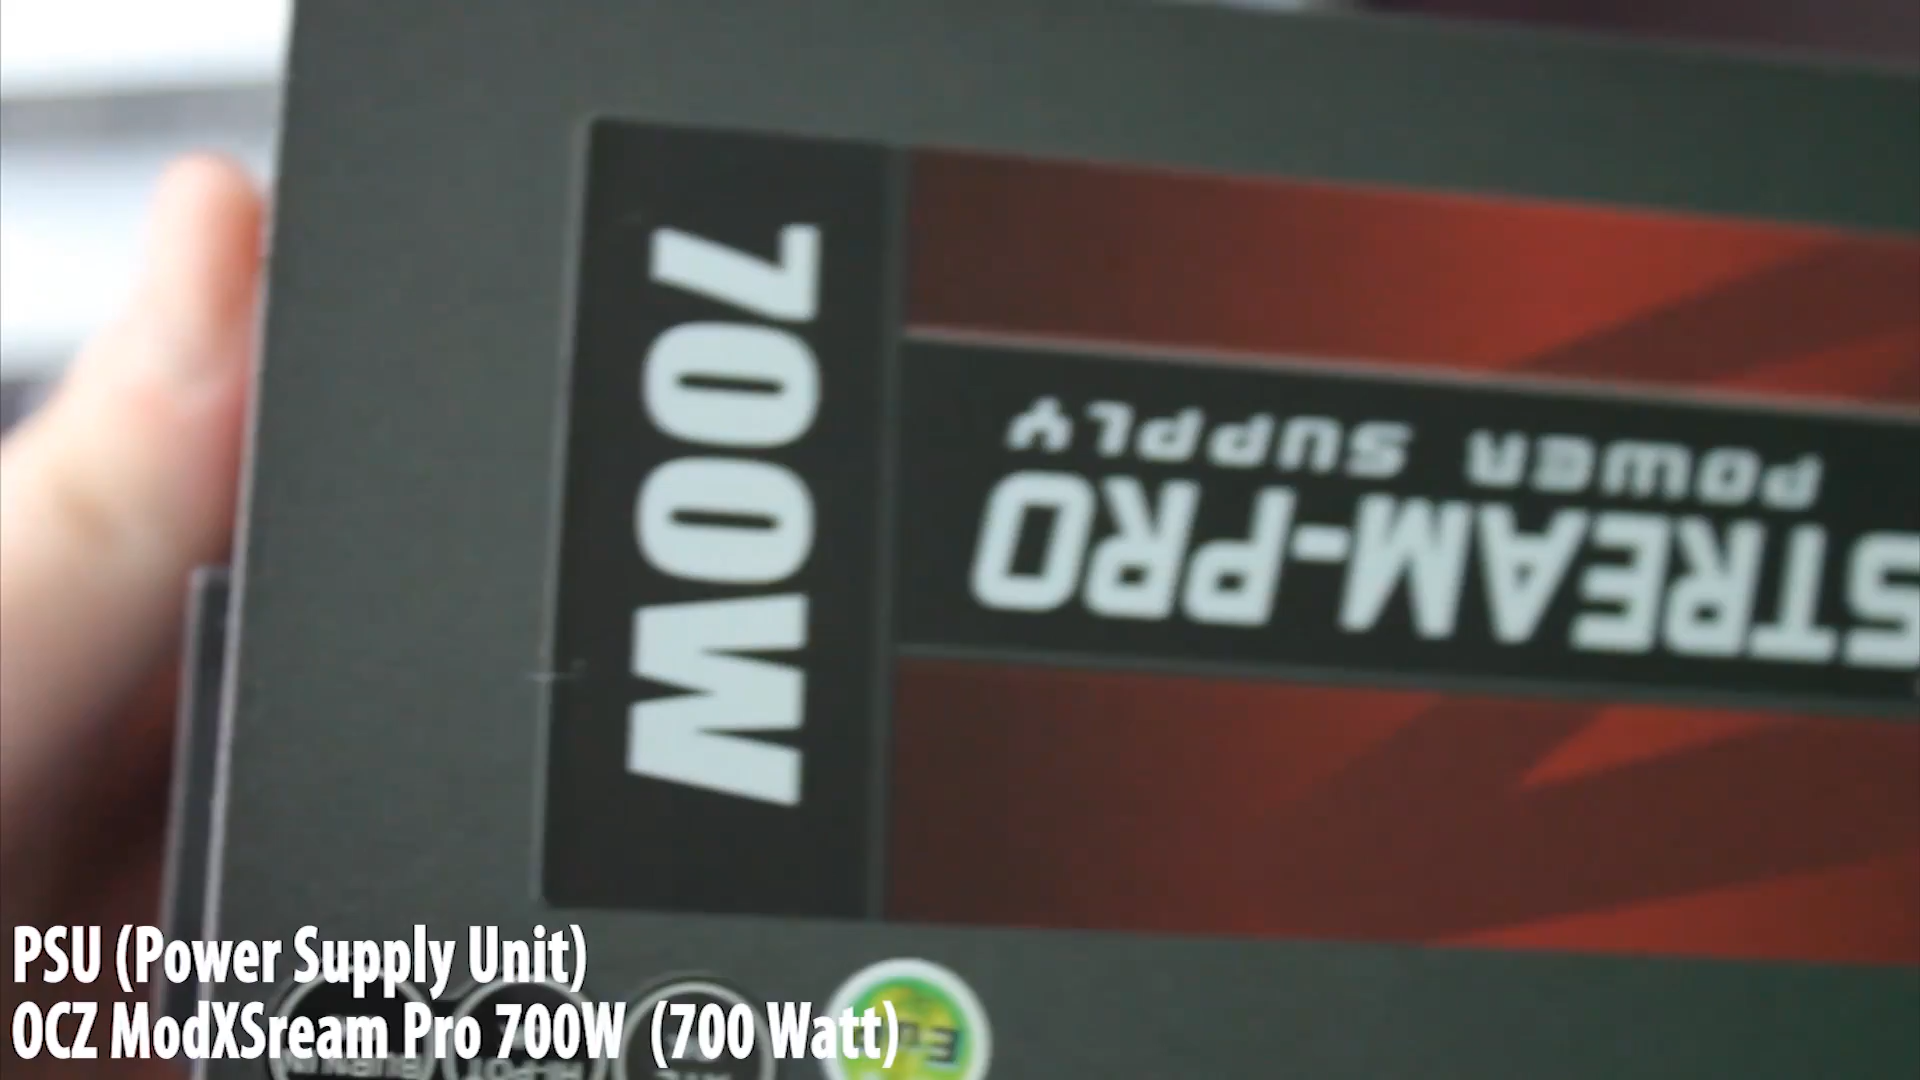 700W
STREAM-PRO
POWER SUPPLY
PSU (Power Supply Unit)
OCZ ModXSream Pro 700W (700 Watt)